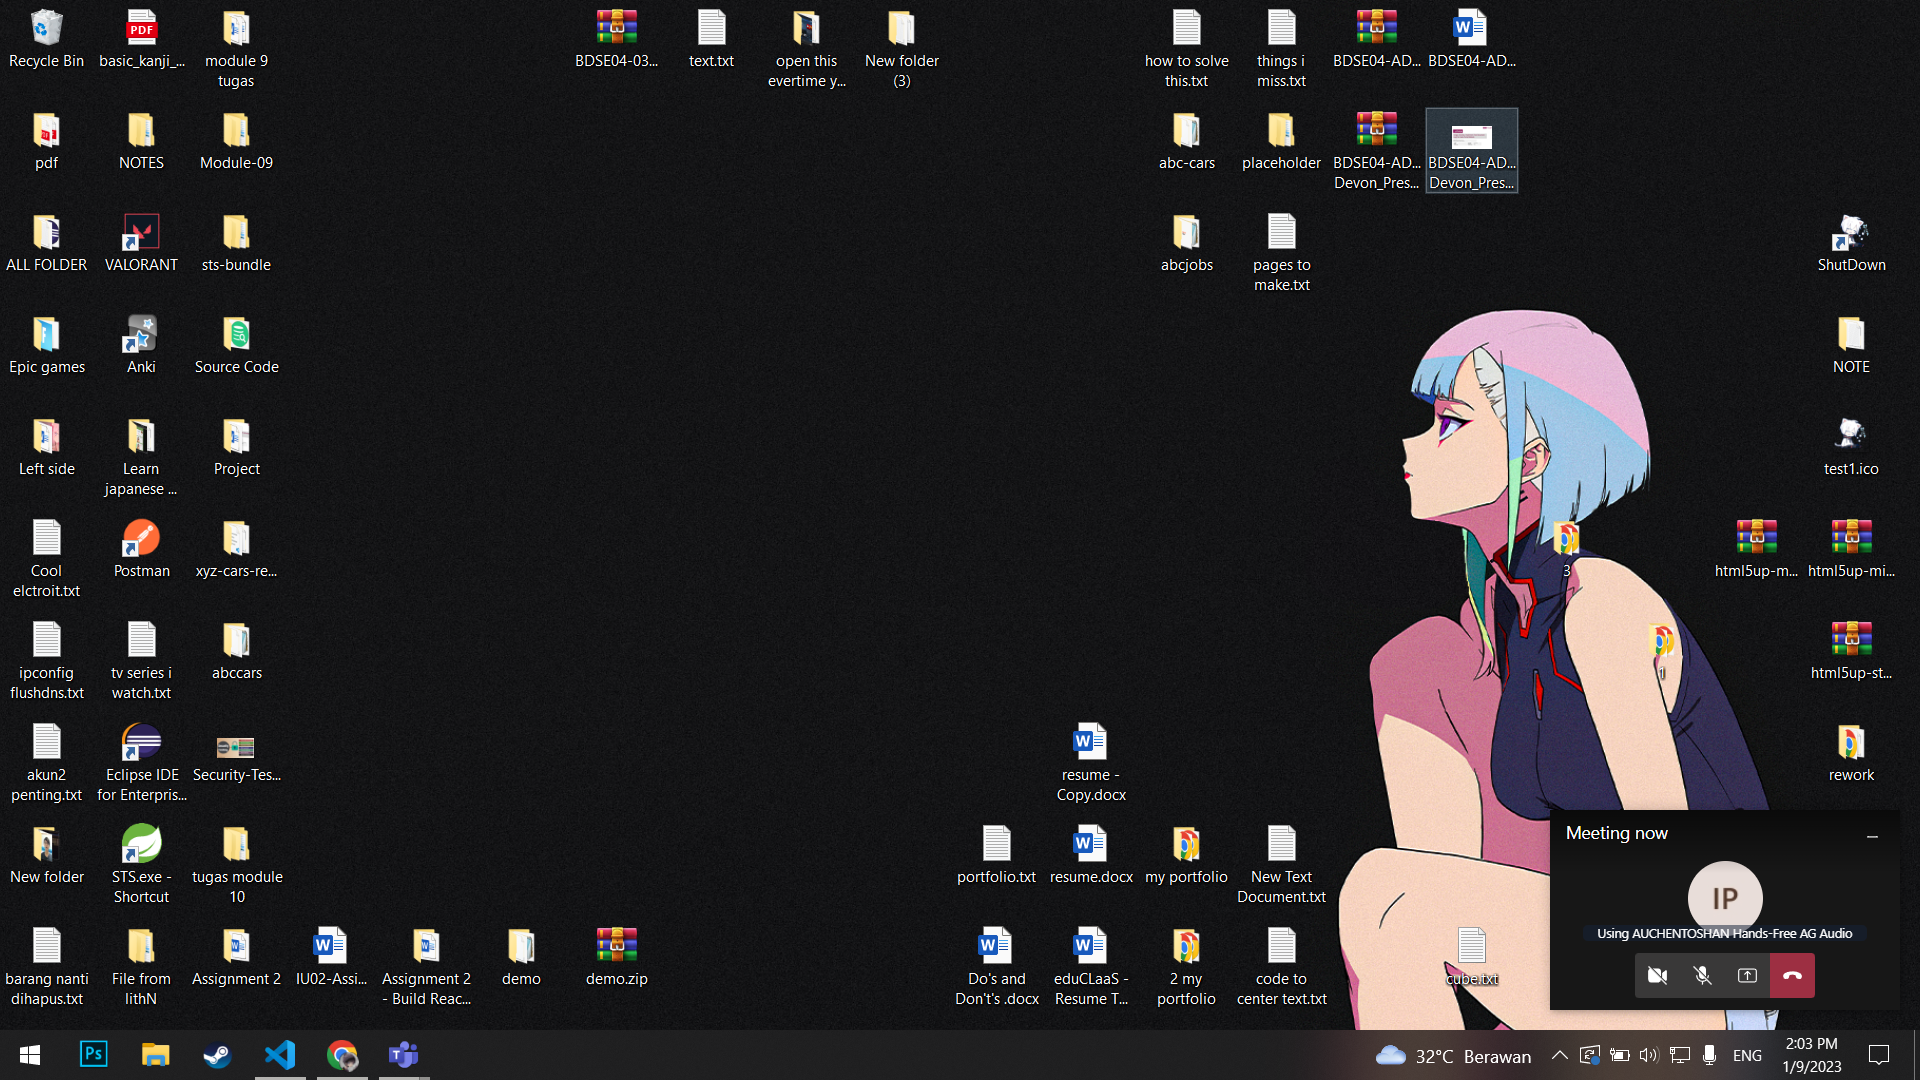 Recycle Bin
basic_kanji_...
module 9
tugas
BDSE04-03...
text.txt
open this
evertime y...
New folder
(3)
how to solve
this.txt
things i
miss.txt
BDSE04-AD...
BDSE04-AD...
pdf
NOTES
Module-09
abc-cars
placeholder
BDSE04-AD...
Devon_Pres...
BDSE04-AD...
Devon_Pres...
ALL FOLDER
VALORANT
sts-bundle
abcjobs
pages to
make.txt
ShutDown
Epic games
Anki
Source Code
NOTE
Left side
Learn
japanese ...
Project
test1.ico
Cool
elctroit.txt
Postman
xyz-cars-re...
3
html5up-m...
html5up-mi...
ipconfig
flushdns.txt
tv series i
watch.txt
abccars
1
html5up-st...
akun2
penting.txt
Eclipse IDE
for Enterpris...
Security-Tes...
resume -
Copy.docx
rework
New folder
STS.exe -
Shortcut
tugas module
10
portfolio.txt
resume.docx
my portfolio
New Text
Document.txt
Meeting now
IP
Using AUCHENTOSHAN Hands-Free AG Audio
barang nanti
dihapus.txt
File from
lithN
Assignment 2
IU02-Assi...
Assignment 2
- Build Reac...
demo
demo.zip
Do's and
Don't's .docx
eduCLaaS -
Resume T...
2 my
portfolio
code to
center text.txt
cube.txt
Ps
32°C Berawan
ENG
2:03 PM
1/9/2023